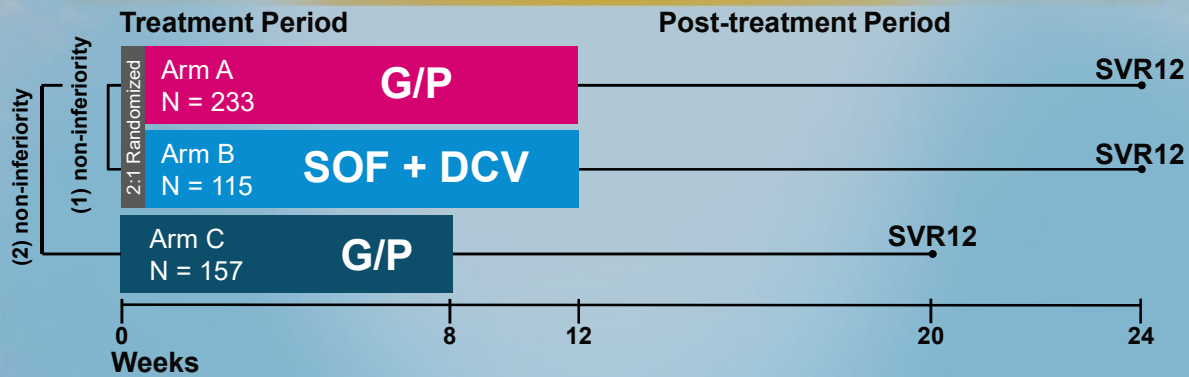 Treatment Period
Post-treatment Period
(2) non-inferiority
(1) non-inferiority
2:1 Randomized
Arm A
N = 233
G/P
SVR12
Arm B
N = 115
SOF + DCV
SVR12
Arm C
N = 157
G/P
SVR12
0 8 12 20 24
Weeks